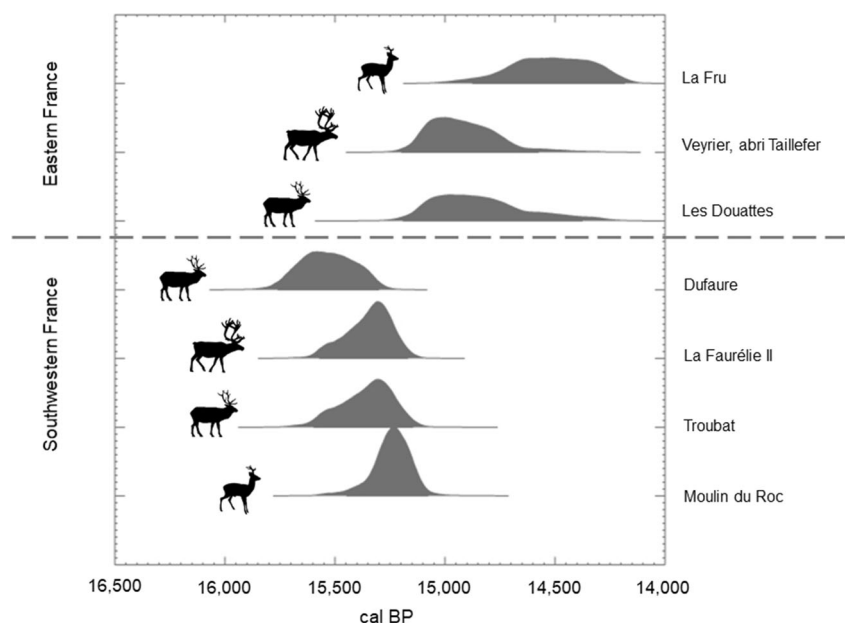 Eastern France
La Fru
Veyrier, abri Taillefer
Les Douattes
Southwestern France
Dufaure
La Faurélie II
Troubat
Moulin du Roc
16,500 16,000 15,500 15,000 14,500 14,000
cal BP